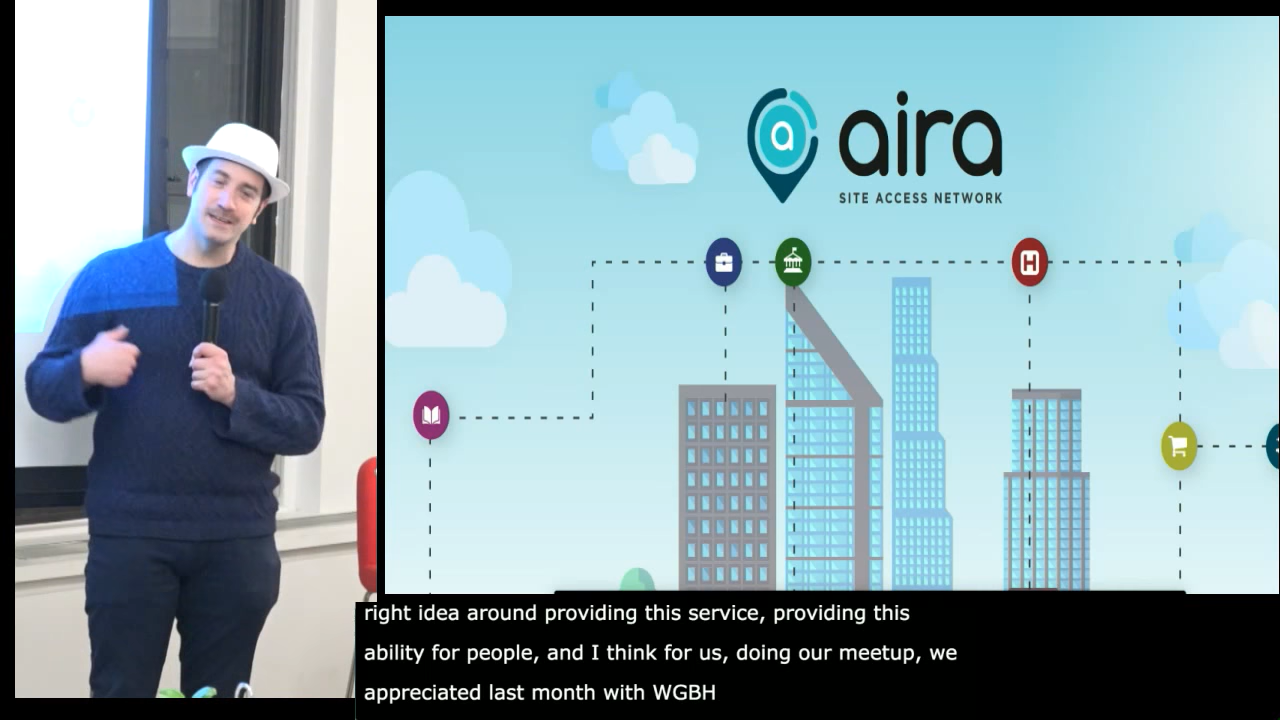 a aira
SITE ACCESS NETWORK
H
right idea around providing this service, providing this
ability for people, and I think for us, doing our meetup, we
appreciated last month with WGBH